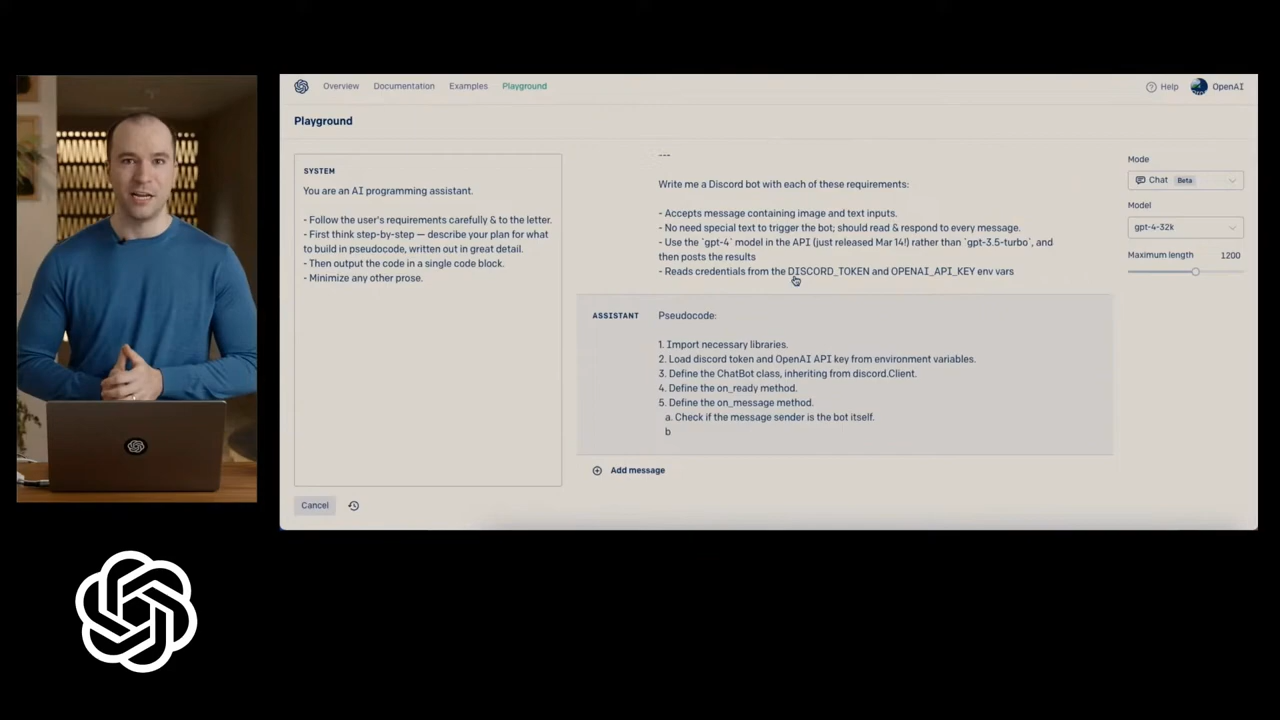 Overview Documentation Examples Playground
Help OpenAI
Playground
SYSTEM
You are an AI programming assistant.
- Follow the user's requirements carefully & to the letter.
- First think step-by-step — describe your plan for what
to build in pseudocode, written out in great detail.
- Then output the code in a single code block.
- Minimize any other prose.
---
Write me a Discord bot with each of these requirements:
- Accepts message containing image and text inputs.
- No need special text to trigger the bot; should read & respond to every message.
- Use the `gpt-4` model in the API (just released Mar 14!) rather than `gpt-3.5-turbo`, and
then posts the results
- Reads credentials from the DISCORD_TOKEN and OPENAI_API_KEY env vars
ASSISTANT
Pseudocode:
1. Import necessary libraries.
2. Load discord token and OpenAI API key from environment variables.
3. Define the ChatBot class, inheriting from discord.Client.
4. Define the on_ready method.
5. Define the on_message method.
a. Check if the message sender is the bot itself.
b
Add message
Cancel
Mode
Chat Beta
Model
gpt-4-32k
Maximum length 1200